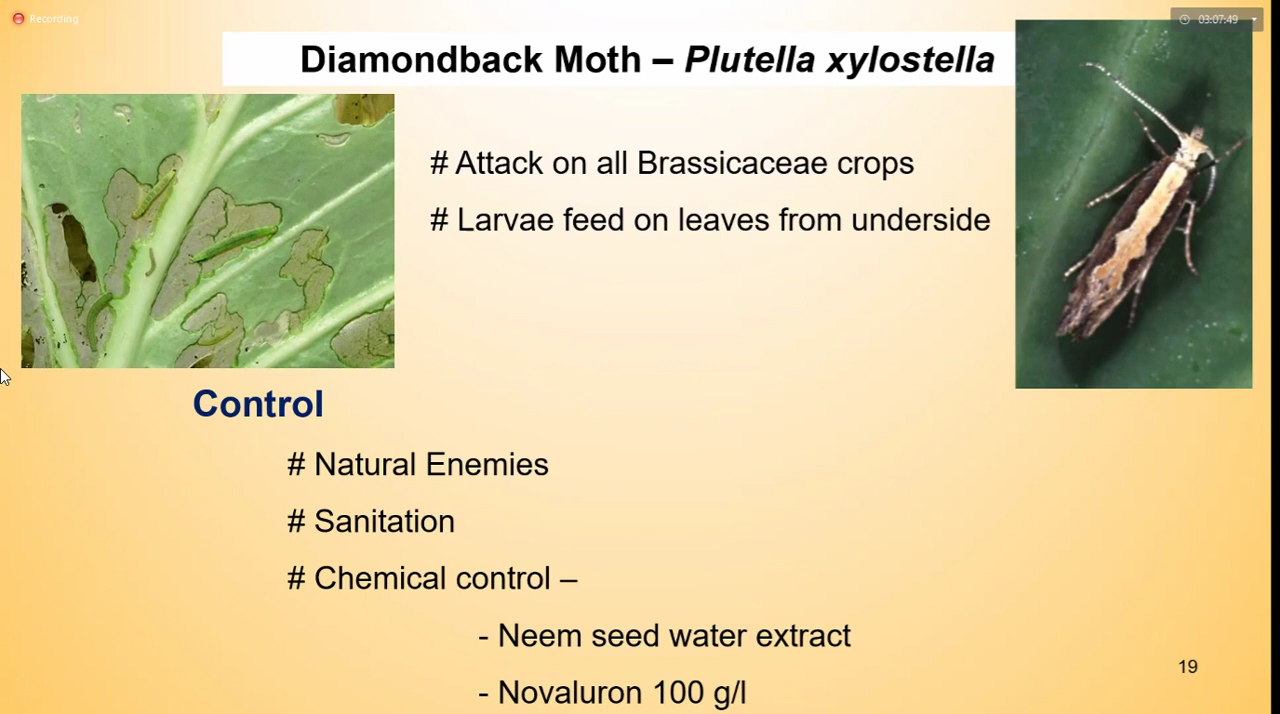 Recording
03:07:49
Diamondback Moth – Plutella xylostella
# Attack on all Brassicaceae crops
# Larvae feed on leaves from underside
Control
# Natural Enemies
# Sanitation
# Chemical control –
- Neem seed water extract
- Novaluron 100 g/l
19